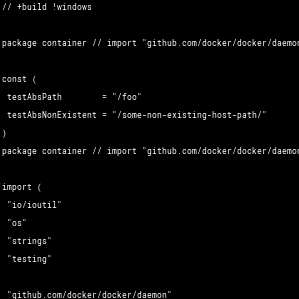 // +build !windows
package container // import "github.com/docker/docker/daemon
const (
testAbsPath        = "/foo"
testAbsNonExistent = "/some-non-existing-host-path/"
)
package container // import "github.com/docker/docker/daemon
import (
"io/ioutil"
"os"
"strings"
"testing"
"github.com/docker/docker/daemon"